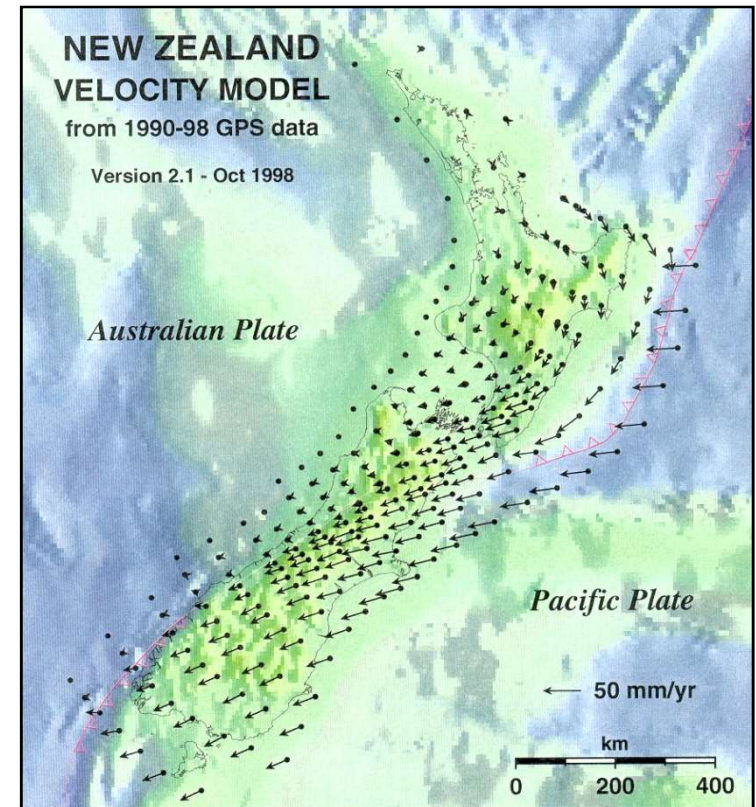 NEW ZEALAND
VELOCITY MODEL
from 1990-98 GPS data
Version 2.1 - Oct 1998
Australian Plate
Pacific Plate
50 mm/yr
km
0 200 400